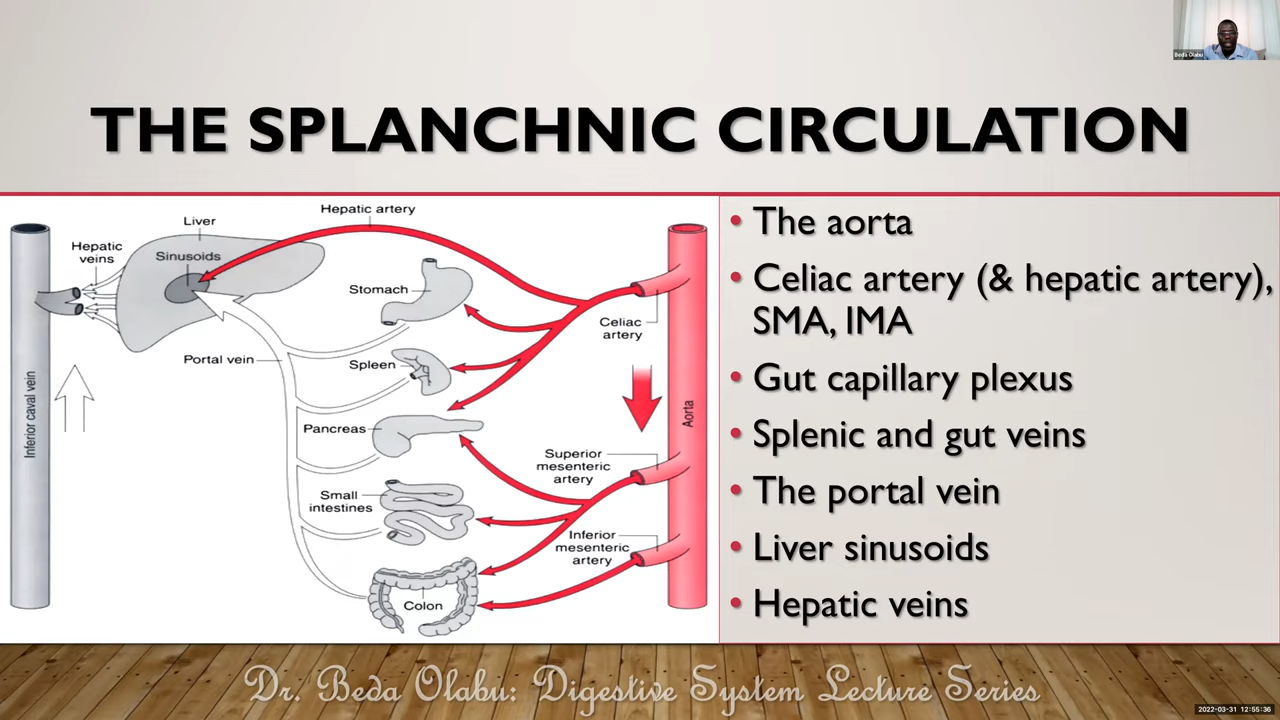 Beda Olabu
THE SPLANCHNIC CIRCULATION
Hepatic artery
Liver
Hepatic
veins
Sinusoids
Stomach
Celiac
artery
Portal vein
Spleen
Inferior caval vein
Aorta
Pancreas
Superior
mesenteric
artery
Small
intestines
Inferior
mesenteric
artery
Colon
• The aorta
• Celiac artery (& hepatic artery),
SMA, IMA
• Gut capillary plexus
• Splenic and gut veins
• The portal vein
• Liver sinusoids
• Hepatic veins
Dr. Beda Olabu: Digestive System Lecture Series
2022-03-31 12:55:36